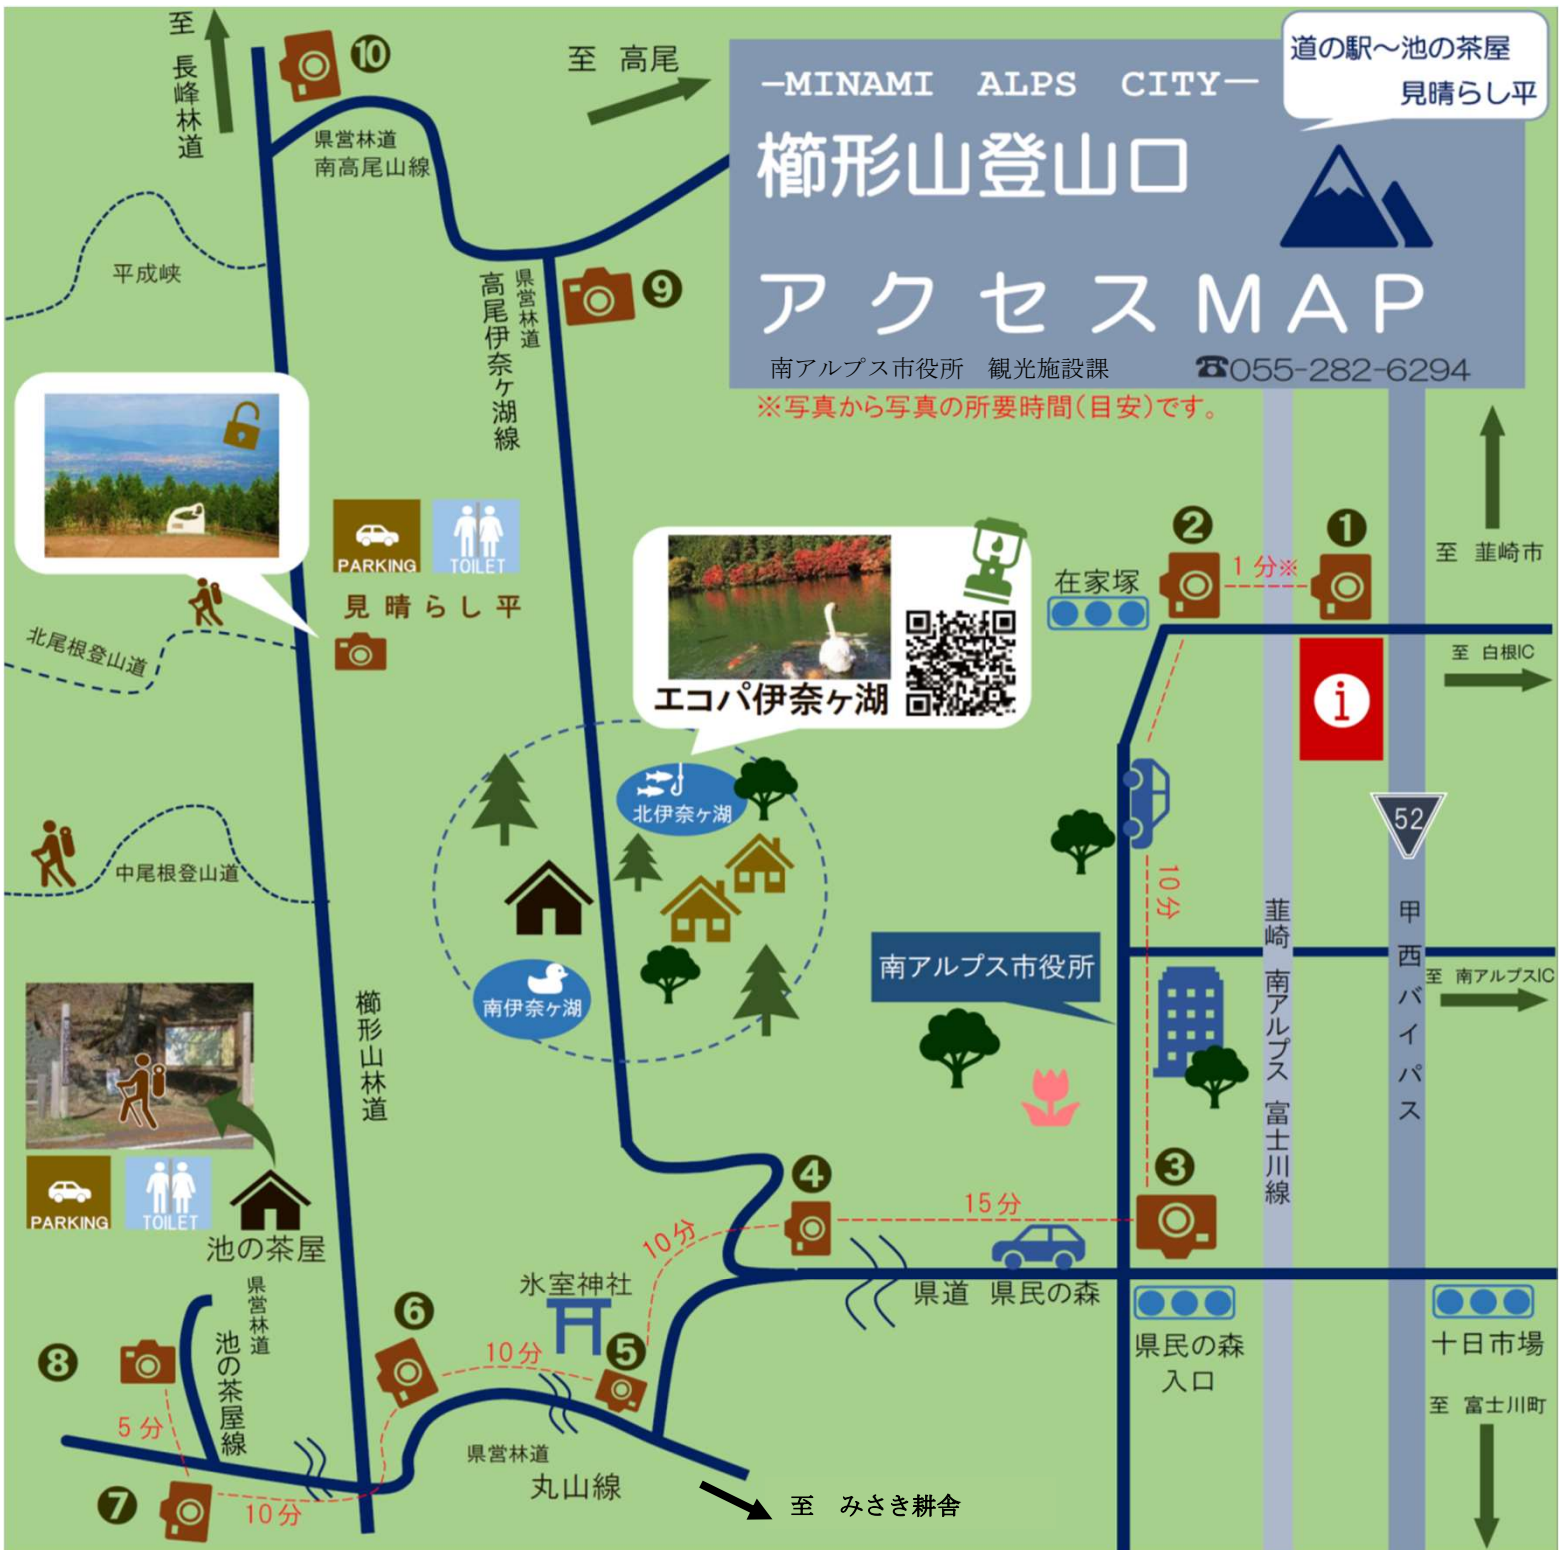 至 長峰林道
❿
至 高尾
道の駅～池の茶屋
見晴らし平
―MINAMI ALPS CITY―
櫛形山登山口
アクセスMAP
南アルプス市役所 観光施設課
☎055-282-6294
※写真から写真の所要時間(目安)です。
県営林道
南高尾山線
平成峡
県営林道
高尾伊奈ヶ湖線
❾
PARKING
TOILET
見晴らし平
北尾根登山道
エコパ伊奈ヶ湖
在家塚
❷
1分※
❶
至 韮崎市
至 白根IC
i
北伊奈ヶ湖
52
中尾根登山道
10分
南アルプス市役所
韮崎 南アルプス 富士川線
甲西バイパス
至 南アルプスIC
南伊奈ヶ湖
櫛形山林道
PARKING
TOILET
池の茶屋
❹
15分
❸
10分
県道 県民の森
県民の森
入口
十日市場
至 富士川町
氷室神社
❻
10分
❺
県営林道
池の茶屋線
❽
5分
❼
10分
県営林道
丸山線
至 みさき耕舎